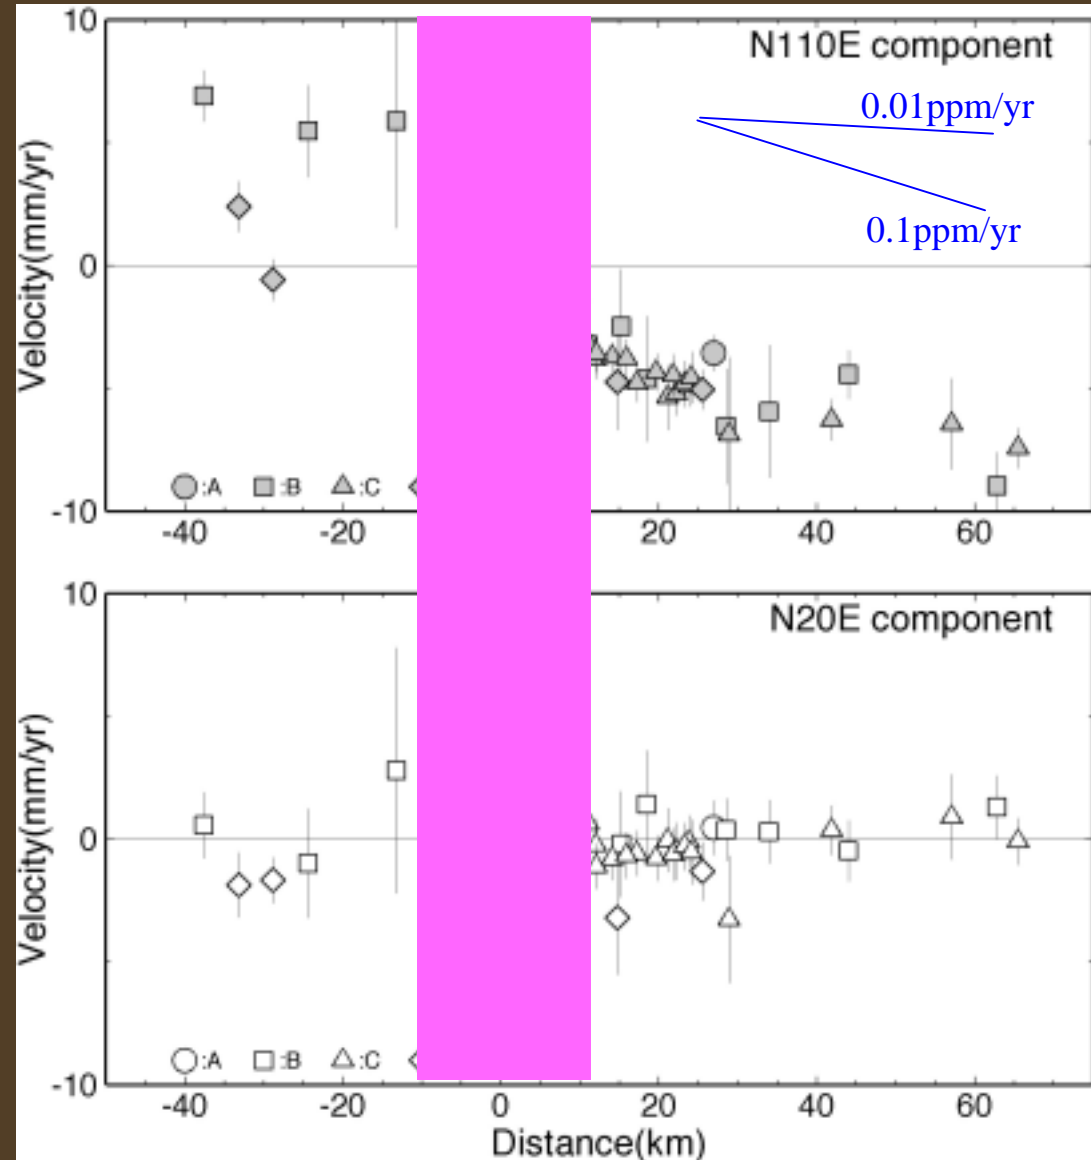 10
N110E component
0.01ppm/yr
0.1ppm/yr
Velocity(mm/yr)
0
:A :B :C
-10
-40 -20 20 40 60
10
N20E component
Velocity(mm/yr)
0
:A :B :C
-10
-40 -20 0 20 40 60
Distance(km)